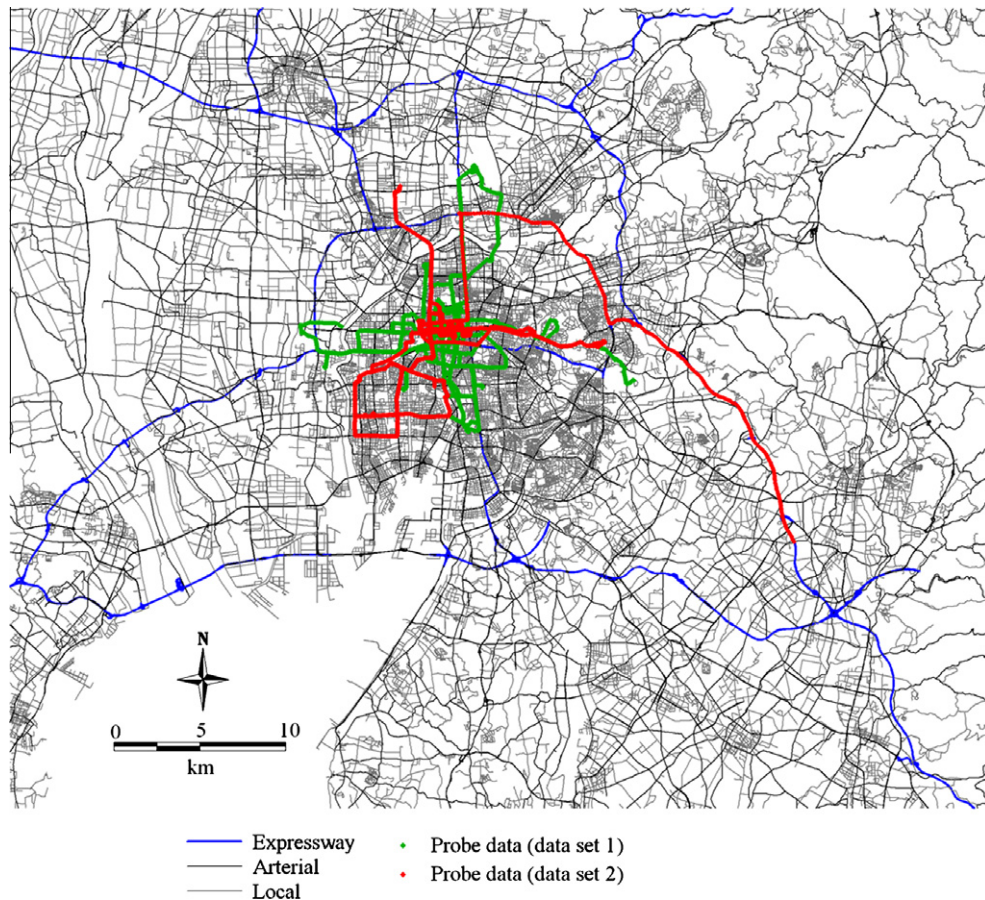 N
0 5 10
km
Expressway
Arterial
Local
Probe data (data set 1)
Probe data (data set 2)